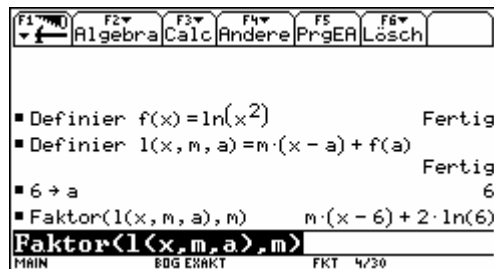 F1 F2 Algebra F3 Calc F4 Andere F5 PrgEA F6 Lösch
▪Definier f(x)=ln(x²) Fertig
▪Definier l(x,m,a)=m·(x-a)+f(a)
Fertig
▪6→a 6
▪Faktor(l(x,m,a),m) m·(x-6)+2·ln(6)
Faktor(l(x,m,a),m)
MAIN BOG EXAKT FKT 4/30